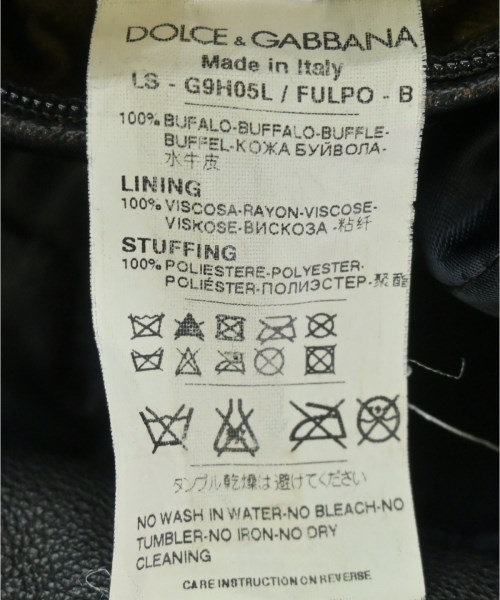 DOLCE & GABBANA
Made in Italy
LS - G9H05L / FULPO - B
100% BUFALO-BUFFALO-BUFFLE-
BUFFEL-КОЖА БУЙВОЛА-
水牛皮
LINING
100% VISCOSA-RAYON-VISCOSE-
VISKOSE-ВИСКОЗА -粘纤
STUFFING
100% POLIESTERE-POLYESTER-
POLIÉSTER-ПОЛИЭСТЕР-聚酯
タンブル乾燥は避けてください
NO WASH IN WATER-NO BLEACH-NO
TUMBLER-NO IRON-NO DRY
CLEANING
CARE INSTRUCTION ON REVERSE